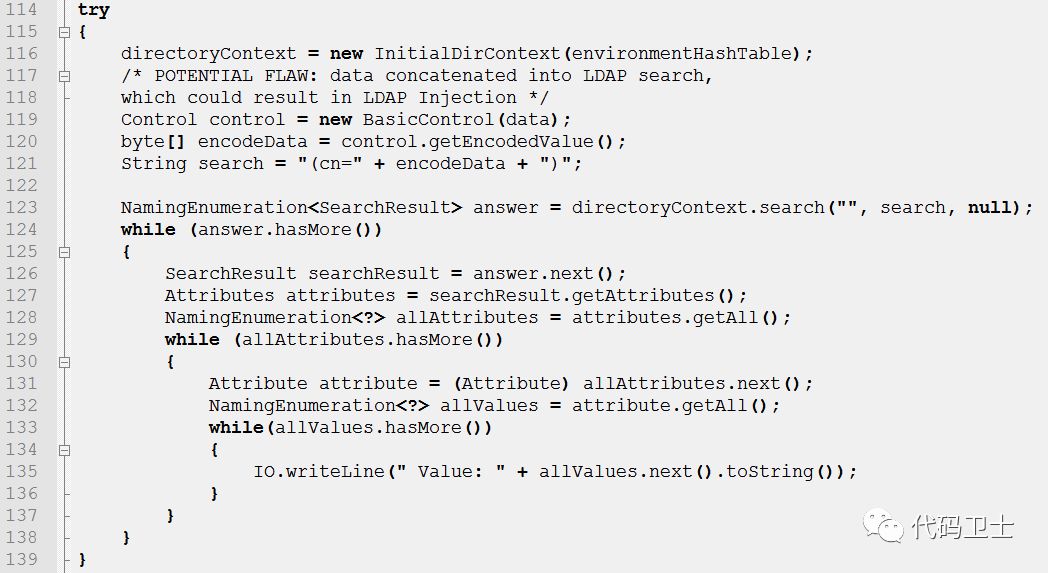 114 try
115 {
116     directoryContext = new InitialDirContext(environmentHashTable);
117     /* POTENTIAL FLAW: data concatenated into LDAP search,
118     which could result in LDAP Injection */
119     Control control = new BasicControl(data);
120     byte[] encodeData = control.getEncodedValue();
121     String search = "(cn=" + encodeData + ")";
122
123     NamingEnumeration<SearchResult> answer = directoryContext.search("", search, null);
124     while (answer.hasMore())
125     {
126         SearchResult searchResult = answer.next();
127         Attributes attributes = searchResult.getAttributes();
128         NamingEnumeration<?> allAttributes = attributes.getAll();
129         while (allAttributes.hasMore())
130         {
131             Attribute attribute = (Attribute) allAttributes.next();
132             NamingEnumeration<?> allValues = attribute.getAll();
133             while(allValues.hasMore())
134             {
135                 IO.writeLine(" Value: " + allValues.next().toString());
136             }
137         }
138     }
139 }
代码卫士